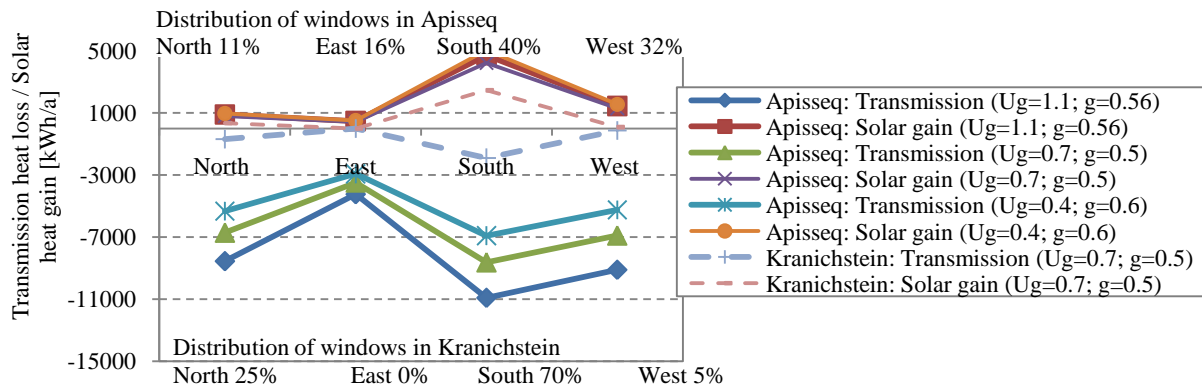 Distribution of windows in Apisseq
North 11% East 16% South 40% West 32%
Transmission heat loss / Solar
heat gain [kWh/a]
5000
1000
-3000
-7000
-11000
-15000
North East South West
Apisseq: Transmission (Ug=1.1; g=0.56)
Apisseq: Solar gain (Ug=1.1; g=0.56)
Apisseq: Transmission (Ug=0.7; g=0.5)
Apisseq: Solar gain (Ug=0.7; g=0.5)
Apisseq: Transmission (Ug=0.4; g=0.6)
Apisseq: Solar gain (Ug=0.4; g=0.6)
Kranichstein: Transmission (Ug=0.7; g=0.5)
Kranichstein: Solar gain (Ug=0.7; g=0.5)
Distribution of windows in Kranichstein
North 25% East 0% South 70% West 5%